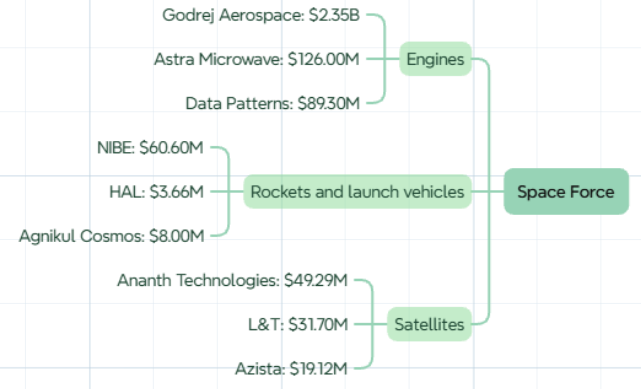 Godrej Aerospace: $2.35B
Astra Microwave: $126.00M
Data Patterns: $89.30M
Engines
NIBE: $60.60M
HAL: $3.66M
Agnikul Cosmos: $8.00M
Rockets and launch vehicles
Space Force
Ananth Technologies: $49.29M
L&T: $31.70M
Azista: $19.12M
Satellites